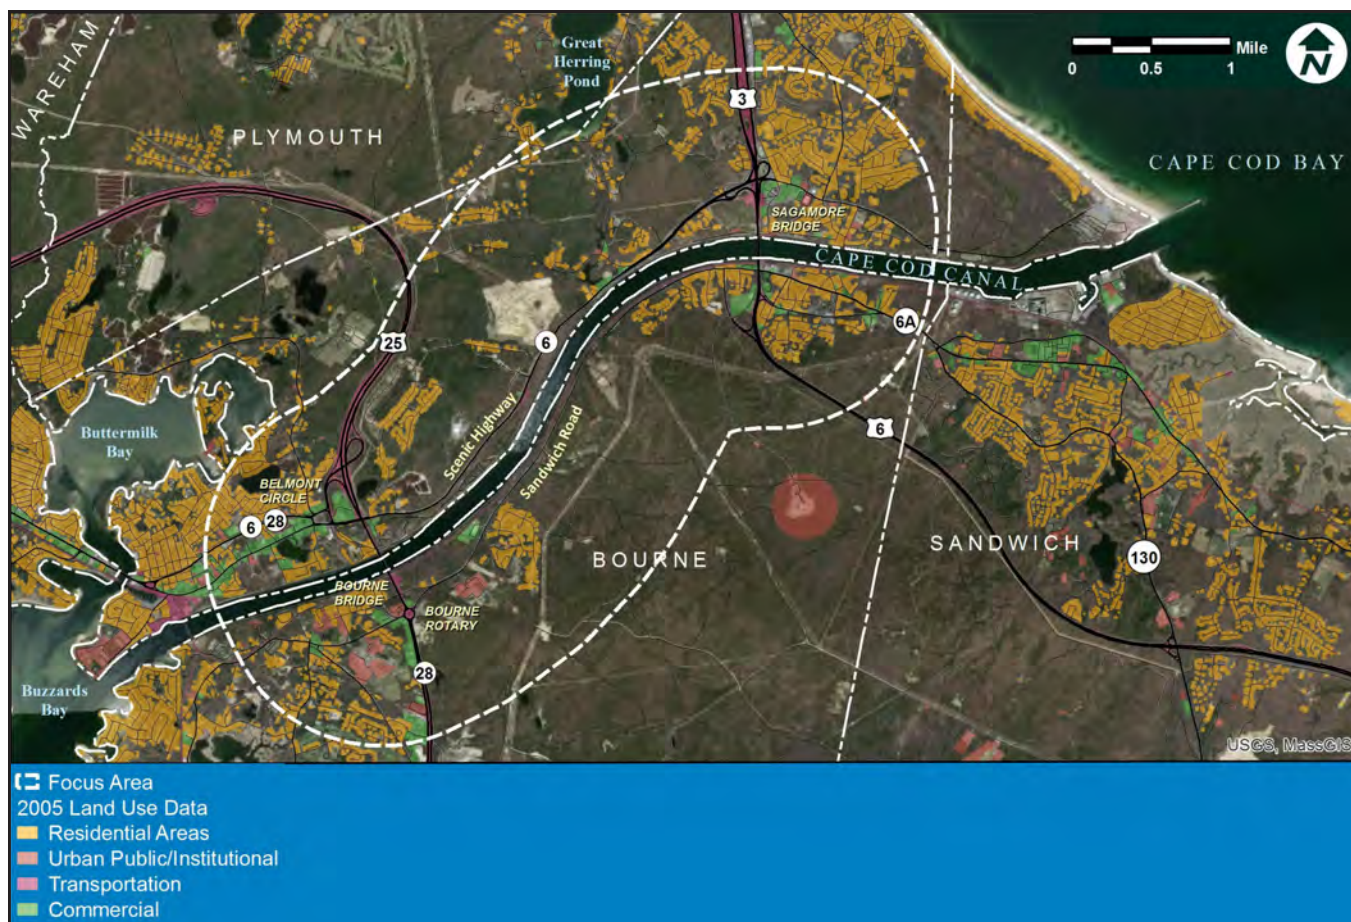 WAREHAM
PLYMOUTH
Great
Herring
Pond
3
0 0.5 1
Mile
N
CAPE COD BAY
SAGAMORE
BRIDGE
CAPE COD CANAL
6A
25
6
Scenic Highway
Sandwich Road
6
Buttermilk
Bay
BELMONT
CIRCLE
6
28
BOURNE
SANDWICH
130
BOURNE
BRIDGE
BOURNE
ROTARY
28
Buzzards
Bay
USGS, MassGIS
Focus Area
2005 Land Use Data
Residential Areas
Urban Public/Institutional
Transportation
Commercial